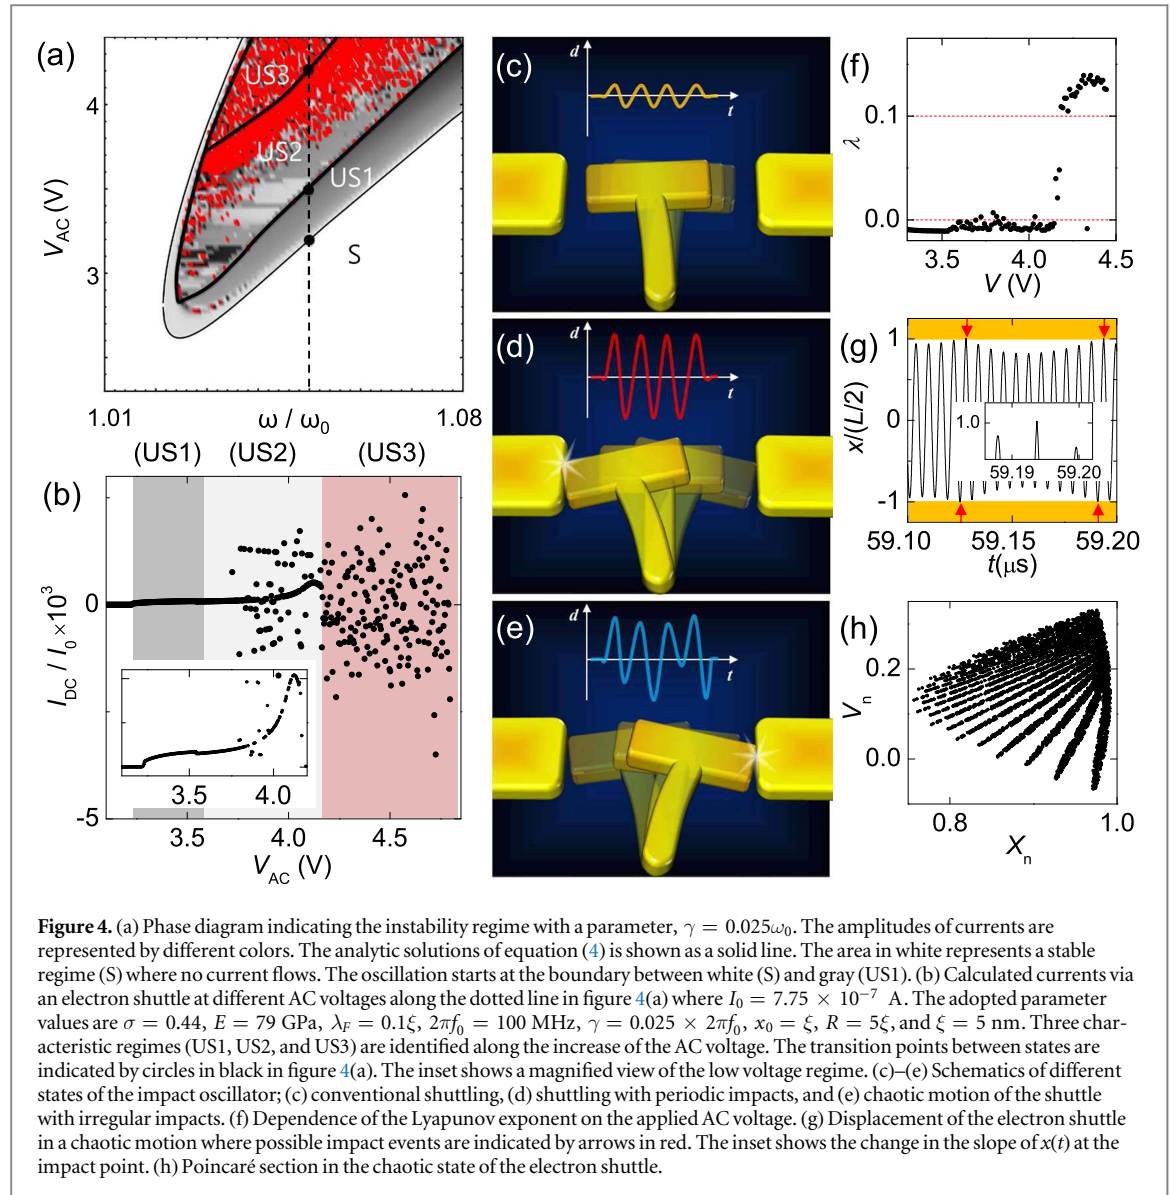 (a)
V_AC (V)
4
3
US3
US2
US1
S
1.01
ω / ω₀
1.08
(US1)
(US2)
(US3)
(b)
I_DC / I₀ ×10³
0
-5
3.5
4.0
3.5
4.0
4.5
V_AC (V)
(c)
d
t
(d)
d
t
(e)
d
t
(f)
λ
0.1
0.0
3.5
4.0
4.5
V (V)
(g)
x/(L/2)
1
0
-1
1.0
59.19
59.20
59.10
59.15
59.20
t(μs)
(h)
V_n
0.2
0.0
0.8
1.0
X_n
Figure 4. (a) Phase diagram indicating the instability regime with a parameter, γ = 0.025ω₀. The amplitudes of currents are
represented by different colors. The analytic solutions of equation (4) is shown as a solid line. The area in white represents a stable
regime (S) where no current flows. The oscillation starts at the boundary between white (S) and gray (US1). (b) Calculated currents via
an electron shuttle at different AC voltages along the dotted line in figure 4(a) where I₀ = 7.75 × 10⁻⁷ A. The adopted parameter
values are σ = 0.44, E = 79 GPa, λ_F = 0.1ξ, 2πf₀ = 100 MHz, γ = 0.025 × 2πf₀, x₀ = ξ, R = 5ξ, and ξ = 5 nm. Three char-
acteristic regimes (US1, US2, and US3) are identified along the increase of the AC voltage. The transition points between states are
indicated by circles in black in figure 4(a). The inset shows a magnified view of the low voltage regime. (c)–(e) Schematics of different
states of the impact oscillator; (c) conventional shuttling, (d) shuttling with periodic impacts, and (e) chaotic motion of the shuttle
with irregular impacts. (f) Dependence of the Lyapunov exponent on the applied AC voltage. (g) Displacement of the electron shuttle
in a chaotic motion where possible impact events are indicated by arrows in red. The inset shows the change in the slope of x(t) at the
impact point. (h) Poincaré section in the chaotic state of the electron shuttle.